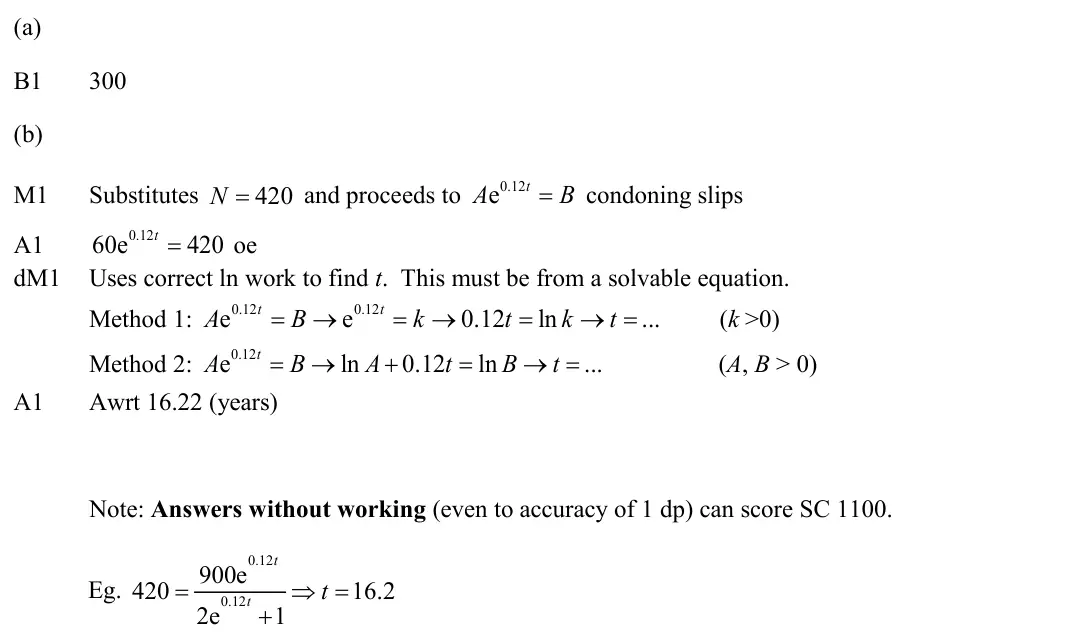 (a)
B1 300
(b)
M1 Substitutes N = 420 and proceeds to Ae^{0.12t} = B condoning slips
A1 60e^{0.12t} = 420 oe
dM1 Uses correct ln work to find t. This must be from a solvable equation.
Method 1: Ae^{0.12t} = B → e^{0.12t} = k → 0.12t = ln k → t = ... (k >0)
Method 2: Ae^{0.12t} = B → ln A + 0.12t = ln B → t = ... (A, B > 0)
A1 Awrt 16.22 (years)
Note: Answers without working (even to accuracy of 1 dp) can score SC 1100.
Eg. 420 = \frac{900e^{0.12t}}{2e^{0.12t} + 1} ⇒ t = 16.2